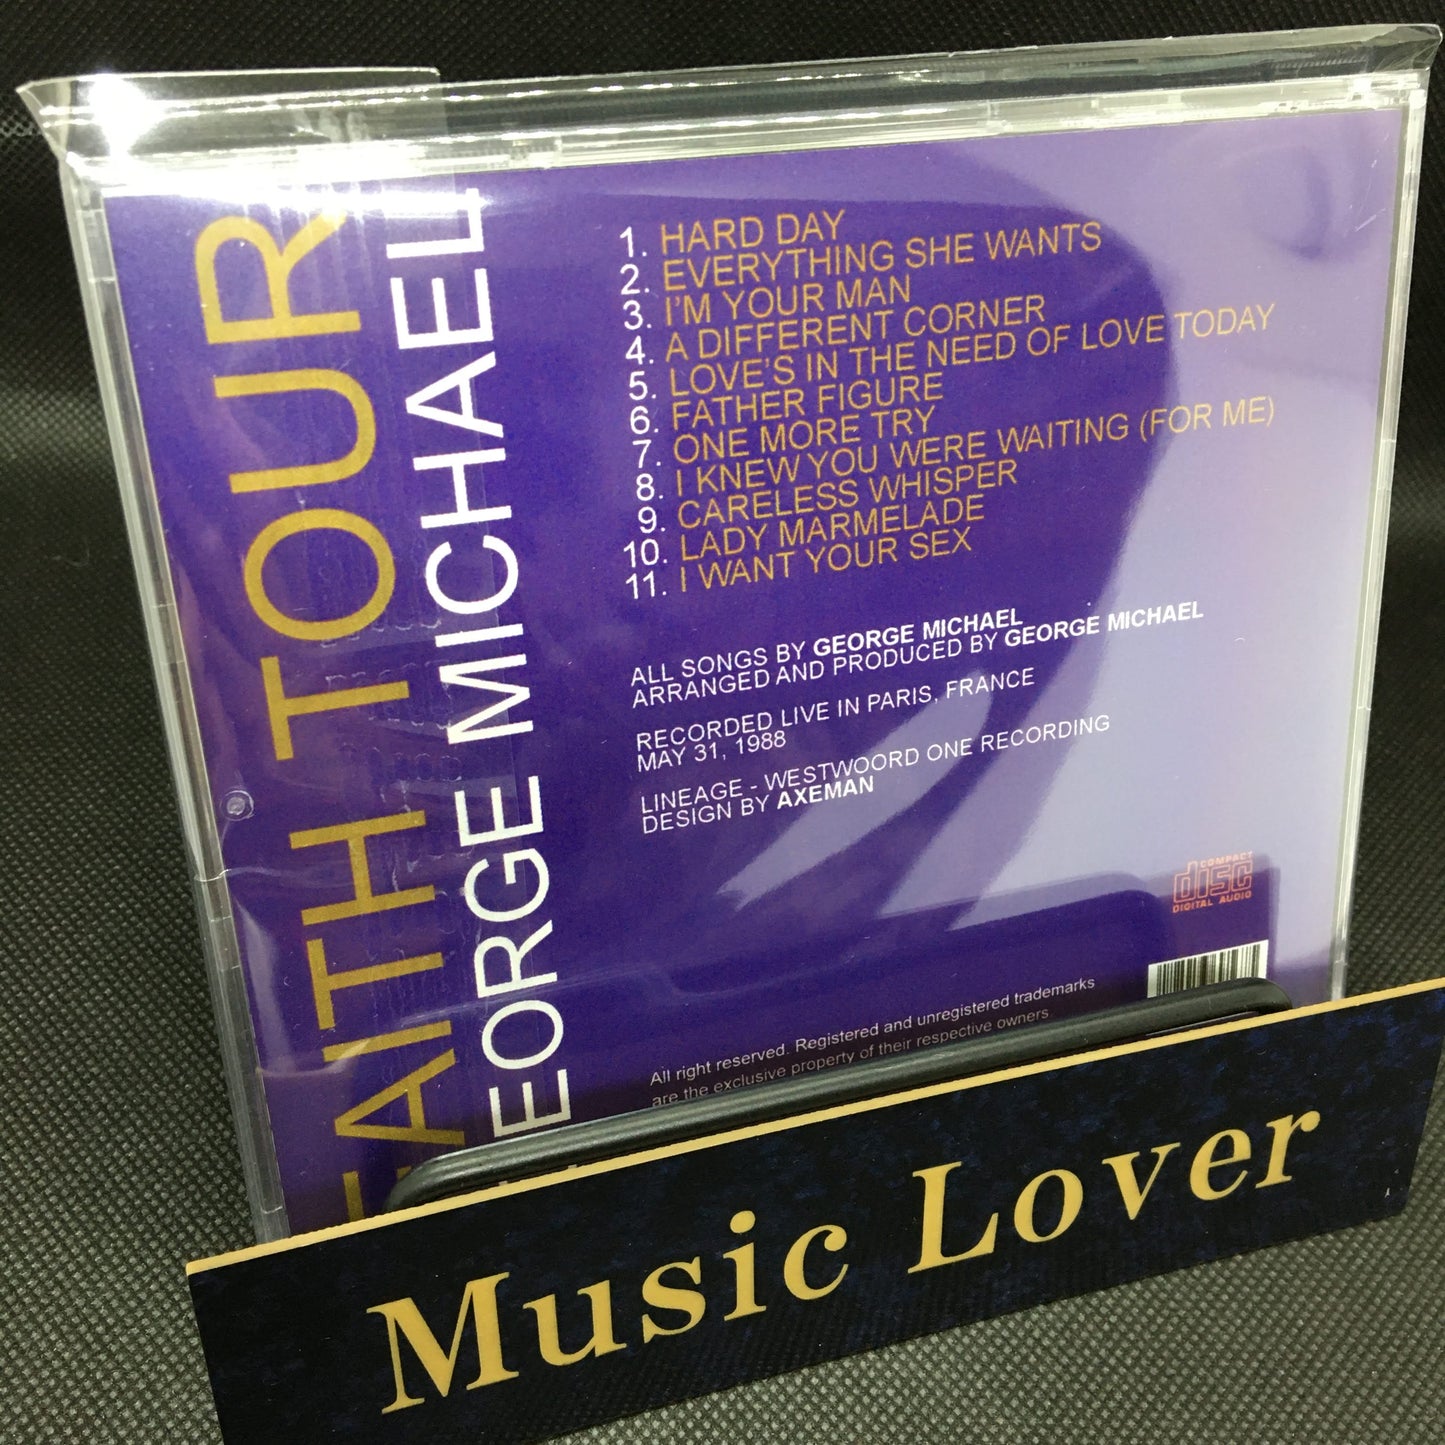 FAITH TOUR
GEORGE MICHAEL
1. HARD DAY
2. EVERYTHING SHE WANTS
3. I'M YOUR MAN
4. A DIFFERENT CORNER
5. LOVE'S IN THE NEED OF LOVE TODAY
6. FATHER FIGURE
7. ONE MORE TRY
8. I KNEW YOU WERE WAITING (FOR ME)
9. CARELESS WHISPER
10. LADY MARMELADE
11. I WANT YOUR SEX
ALL SONGS BY GEORGE MICHAEL
ARRANGED AND PRODUCED BY GEORGE MICHAEL
RECORDED LIVE IN PARIS, FRANCE
MAY 31, 1988
LINEAGE - WESTWOORD ONE RECORDING
DESIGN BY AXEMAN
COMPACT
disc
DIGITAL AUDIO
All right reserved. Registered and unregistered trademarks
are the exclusive property of their respective owners.
Music Lover